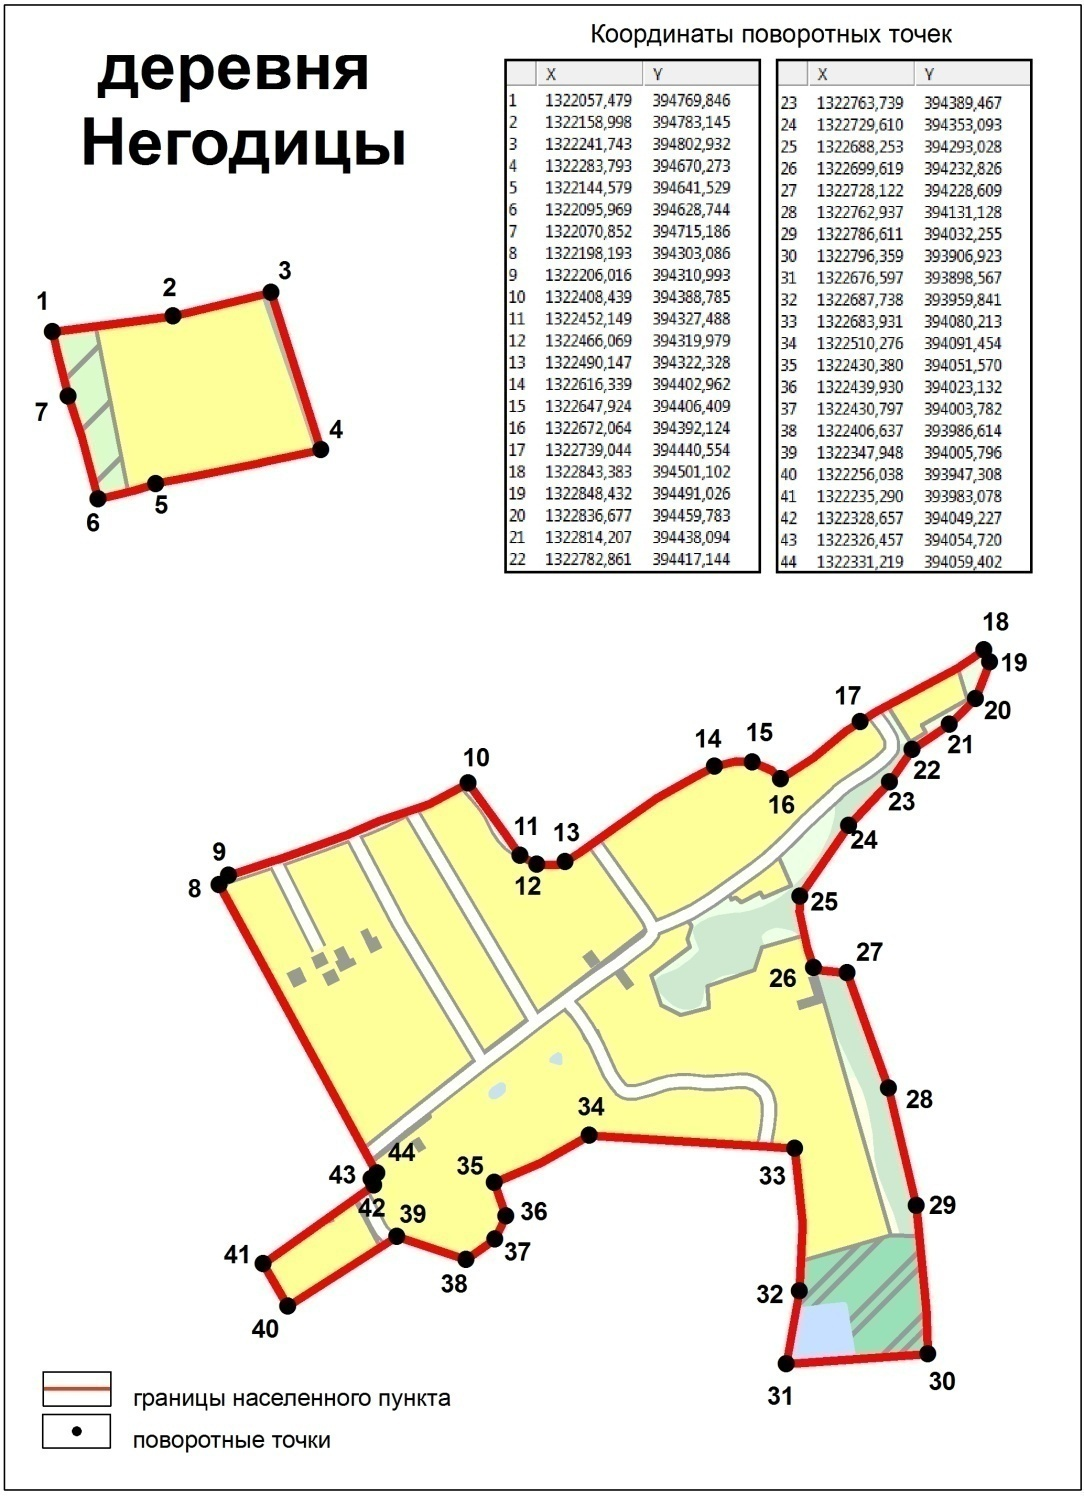 деревня
Негодицы
Координаты поворотных точек
X Y
1 1322057,479 394769,846
2 1322158,998 394783,145
3 1322241,743 394802,932
4 1322283,793 394670,273
5 1322144,579 394641,529
6 1322095,969 394628,744
7 1322070,852 394715,186
8 1322198,193 394303,086
9 1322206,016 394310,993
10 1322408,439 394388,785
11 1322452,149 394327,488
12 1322466,069 394319,979
13 1322490,147 394322,328
14 1322616,339 394402,962
15 1322647,924 394406,409
16 1322672,064 394392,124
17 1322739,044 394440,554
18 1322843,383 394501,102
19 1322848,432 394491,026
20 1322836,677 394459,783
21 1322814,207 394438,094
22 1322782,861 394417,144
X Y
23 1322763,739 394389,467
24 1322729,610 394353,093
25 1322688,253 394293,028
26 1322699,619 394232,826
27 1322728,122 394228,609
28 1322762,937 394131,128
29 1322786,611 394032,255
30 1322796,359 393906,923
31 1322676,597 393898,567
32 1322687,738 393959,841
33 1322683,931 394080,213
34 1322510,276 394091,454
35 1322430,380 394051,570
36 1322439,930 394023,132
37 1322430,797 394003,782
38 1322406,637 393986,614
39 1322347,948 394005,796
40 1322256,038 393947,308
41 1322235,290 393983,078
42 1322328,657 394049,227
43 1322326,457 394054,720
44 1322331,219 394059,402
1
2
3
4
5
6
7
8
9
10
11
12
13
14
15
16
17
18
19
20
21
22
23
24
25
26
27
28
29
30
31
32
33
34
35
36
37
38
39
40
41
42
43
44
границы населенного пункта
поворотные точки